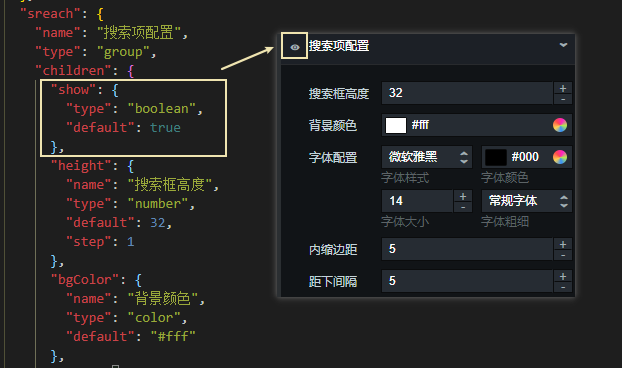 "sreach": {
"name": "搜索项配置",
"type": "group",
"children": {
"show": {
"type": "boolean",
"default": true
},
"height": {
"name": "搜索框高度",
"type": "number",
"default": 32,
"step": 1
},
"bgColor": {
"name": "背景颜色",
"type": "color",
"default": "#fff"
},
搜索项配置
搜索框高度 32 + -
背景颜色 #fff
字体配置 微软雅黑 #000
字体样式 字体颜色
14 + - 常规字体
字体大小 字体粗细
内缩边距 5 + -
距下间隔 5 + -